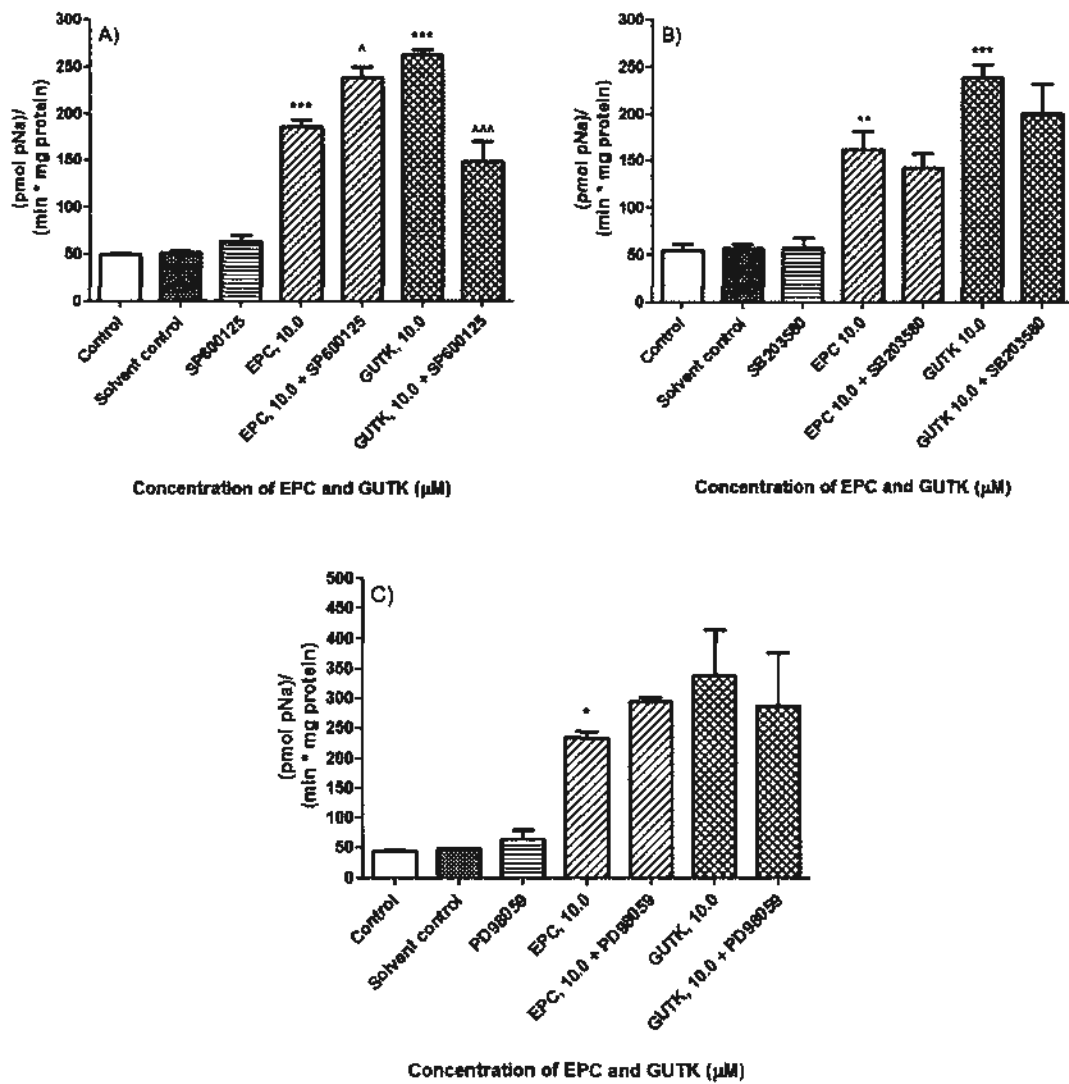 A)
(pmol pNa)/
(min * mg protein)
300
250
200
150
100
50
0
***
^
***
^^^
Control
Solvent control
SP600125
EPC, 10.0
EPC, 10.0 + SP600125
GUTK, 10.0
GUTK, 10.0 + SP600125
Concentration of EPC and GUTK (µM)
B)
(pmol pNa)/
(min * mg protein)
300
250
200
150
100
50
0
**
***
Control
Solvent control
SB203580
EPC 10.0
EPC 10.0 + SB203580
GUTK 10.0
GUTK 10.0 + SB203580
Concentration of EPC and GUTK (µM)
C)
(pmol pNa)/
(min * mg protein)
500
450
400
350
300
250
200
150
100
50
0
*
Control
Solvent control
PD98059
EPC, 10.0
EPC, 10.0 + PD98059
GUTK, 10.0
GUTK, 10.0 + PD98059
Concentration of EPC and GUTK (µM)